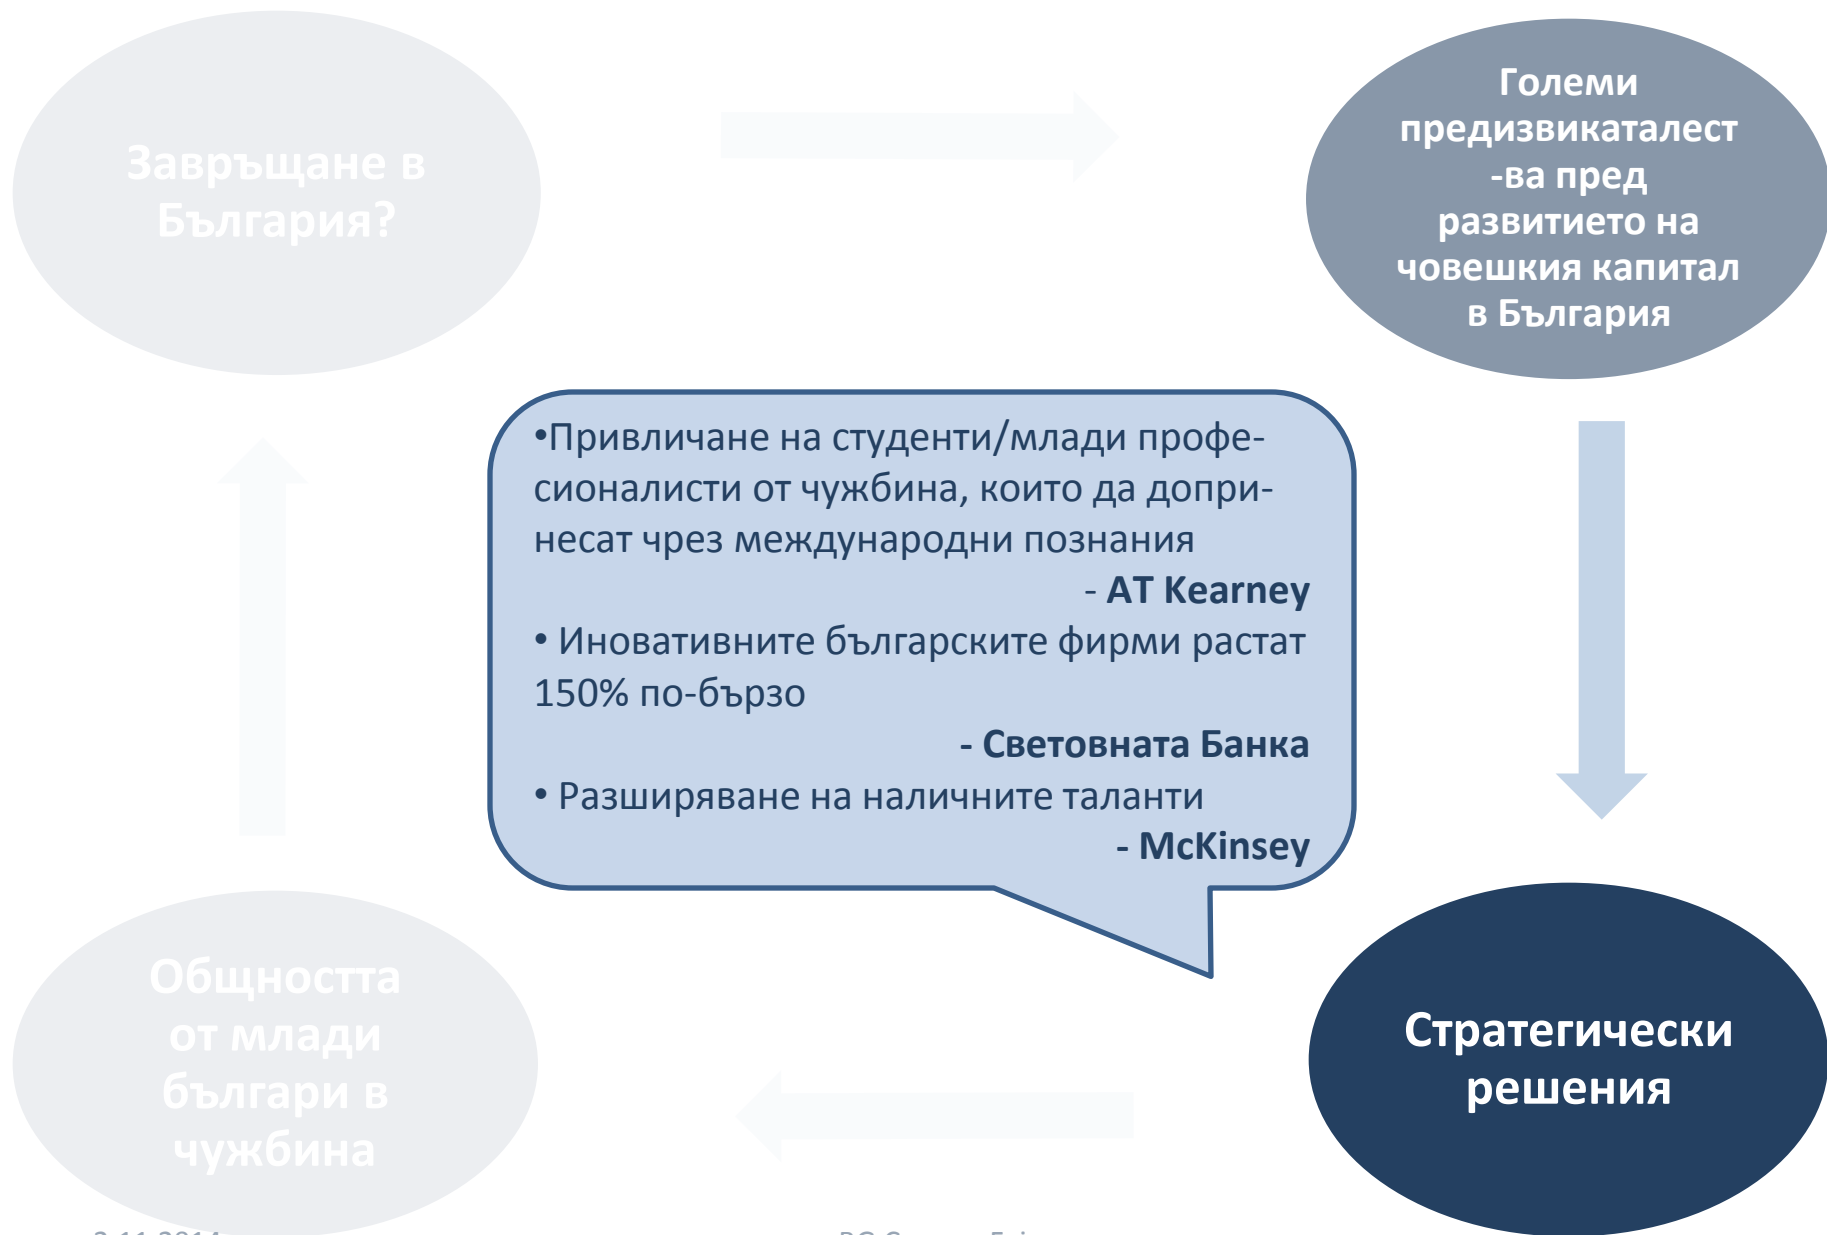 Завръщане в
България?
Големи
предизвикаталест
-ва пред
развитието на
човешкия капитал
в България
•Привличане на студенти/млади профе-
сионалисти от чужбина, които да допри-
несат чрез международни познания
- AT Kearney
• Иновативните българските фирми растат
150% по-бързо
- Световната Банка
• Разширяване на наличните таланти
- McKinsey
Общността
от млади
българи в
чужбина
Стратегически
решения